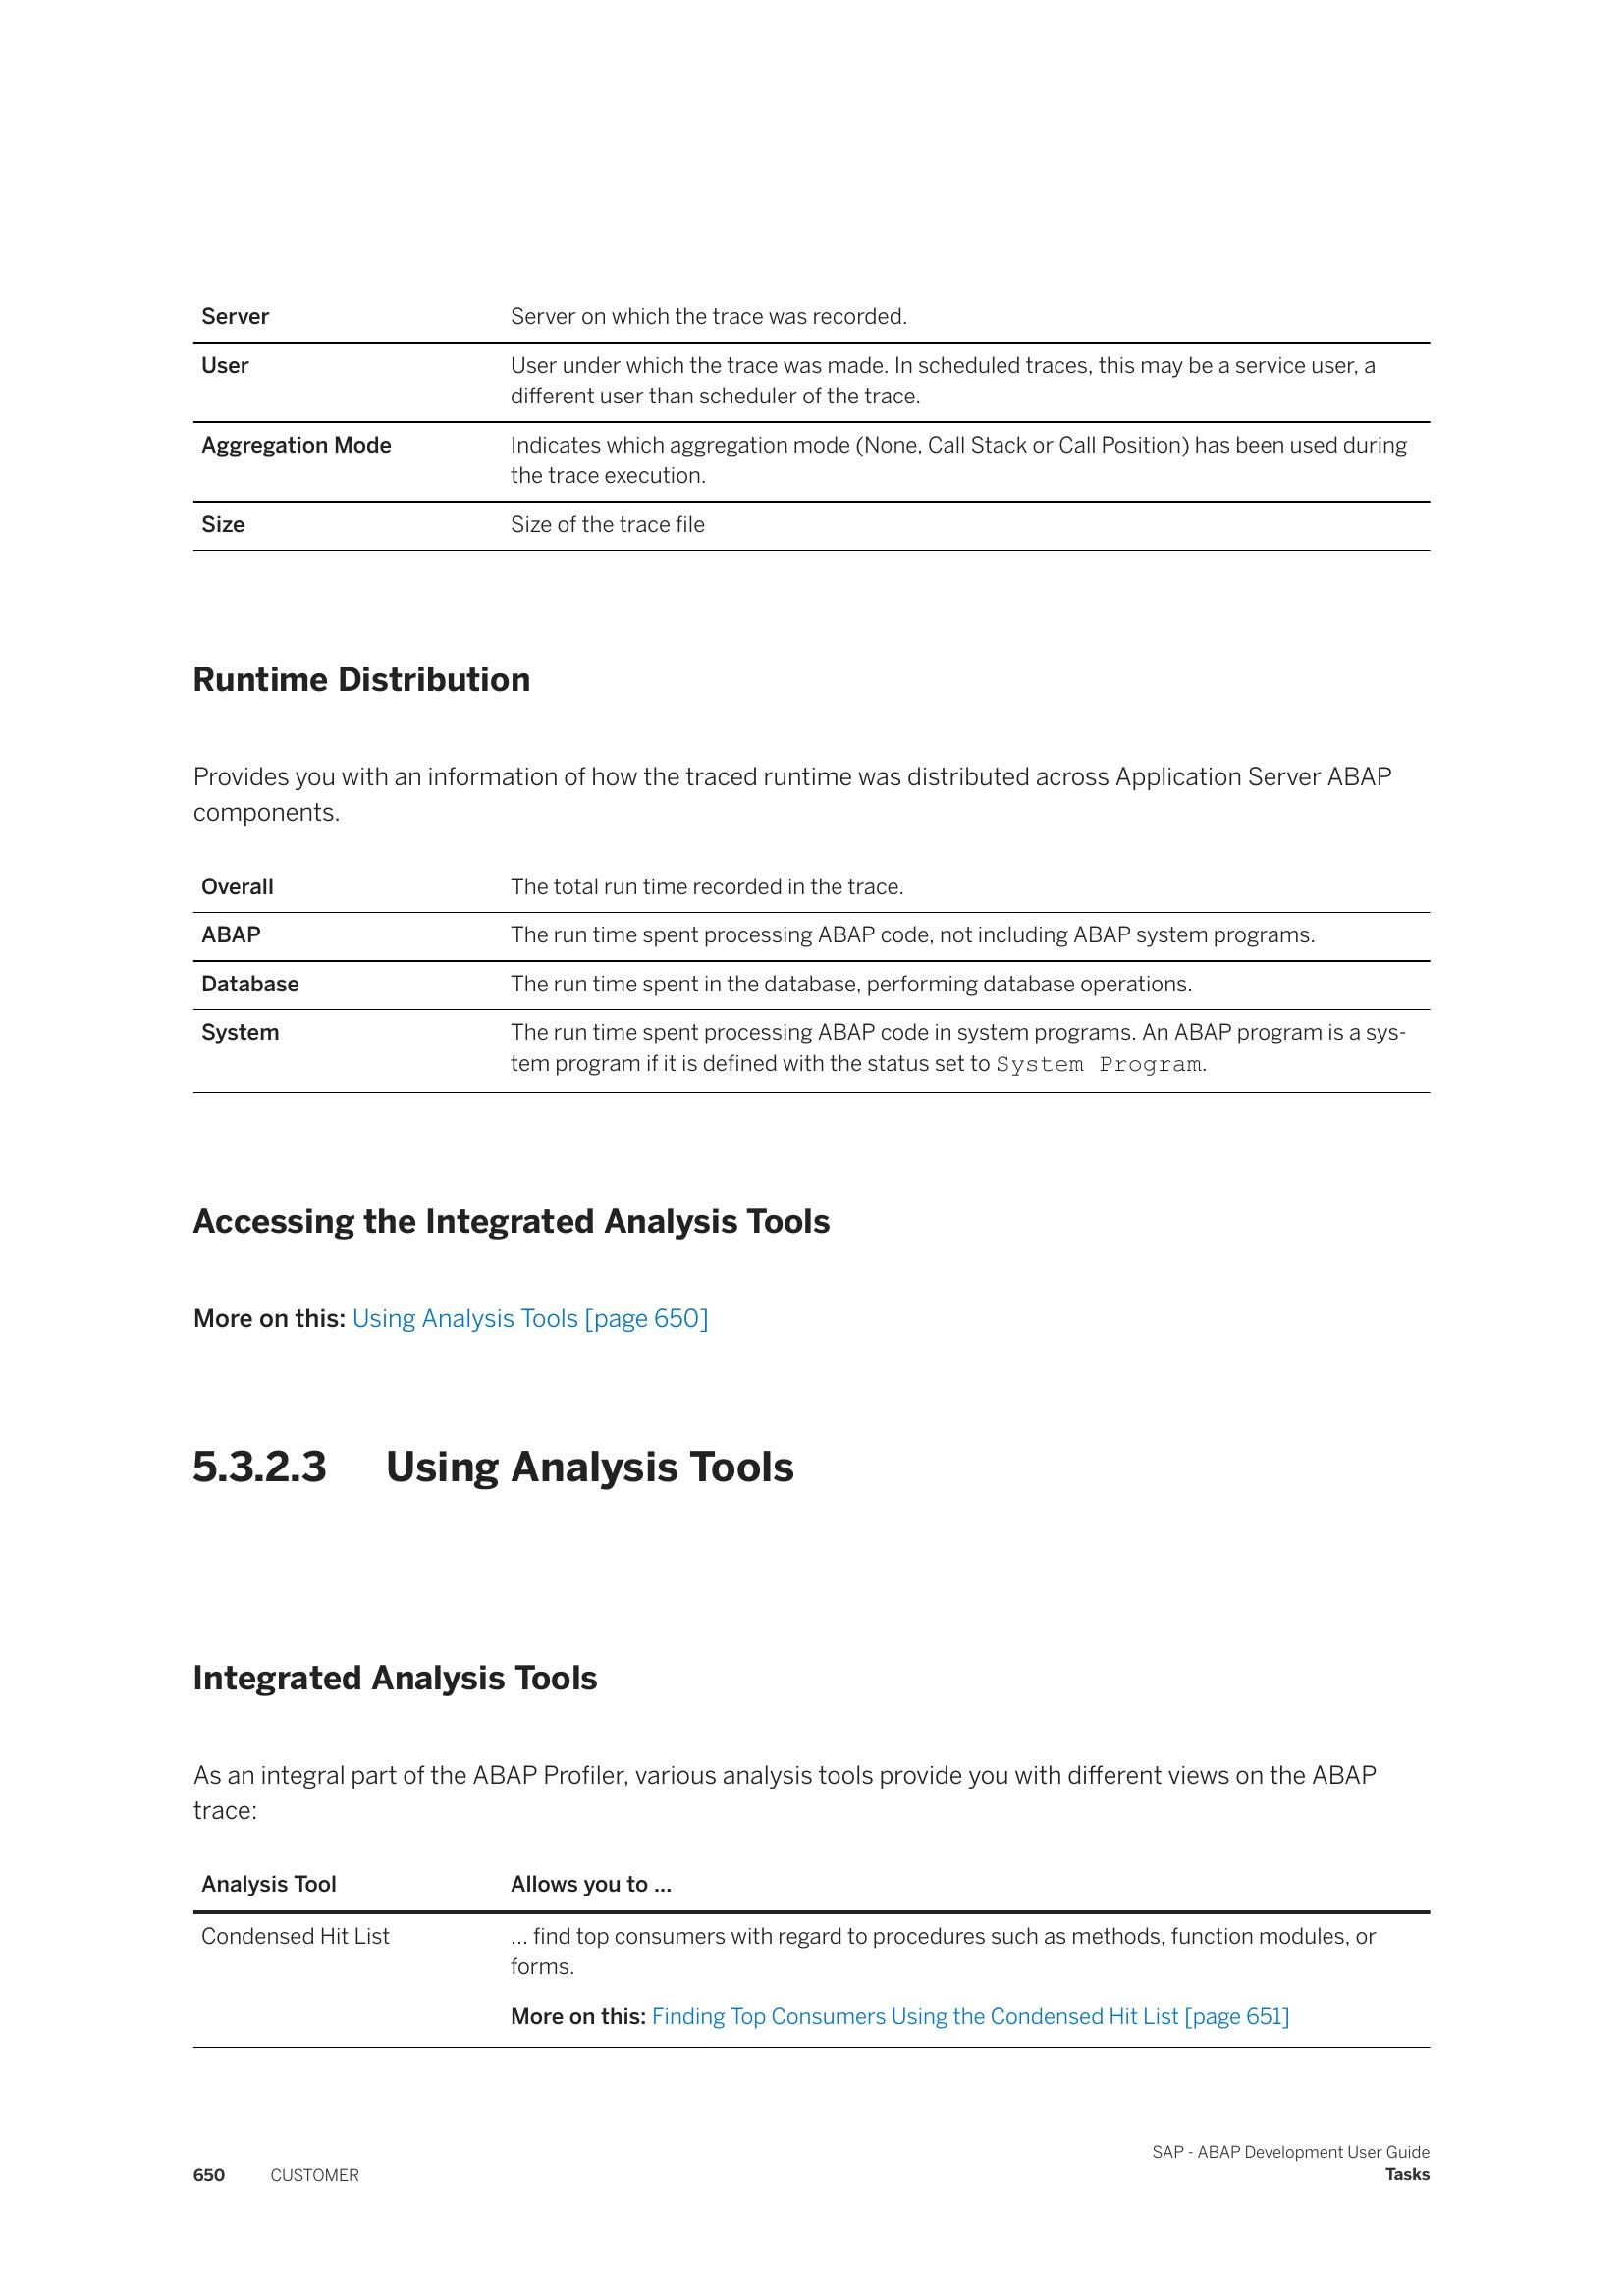 Server Server on which the trace was recorded.
User User under which the trace was made. In scheduled traces, this may be a service user, a
different user than scheduler of the trace.
Aggregation Mode Indicates which aggregation mode (None, Call Stack or Call Position) has been used during
the trace execution.
Size Size of the trace file
Runtime Distribution
Provides you with an information of how the traced runtime was distributed across Application Server ABAP
components.
Overall The total run time recorded in the trace.
ABAP The run time spent processing ABAP code, not including ABAP system programs.
Database The run time spent in the database, performing database operations.
System The run time spent processing ABAP code in system programs. An ABAP program is a sys-
tem program if it is defined with the status set to System Program.
Accessing the Integrated Analysis Tools
More on this: Using Analysis Tools [page 650]
5.3.2.3 Using Analysis Tools
Integrated Analysis Tools
As an integral part of the ABAP Profiler, various analysis tools provide you with different views on the ABAP
trace:
Analysis Tool Allows you to ...
Condensed Hit List ... find top consumers with regard to procedures such as methods, function modules, or
forms.
More on this: Finding Top Consumers Using the Condensed Hit List [page 651]
SAP - ABAP Development User Guide
650 CUSTOMER Tasks